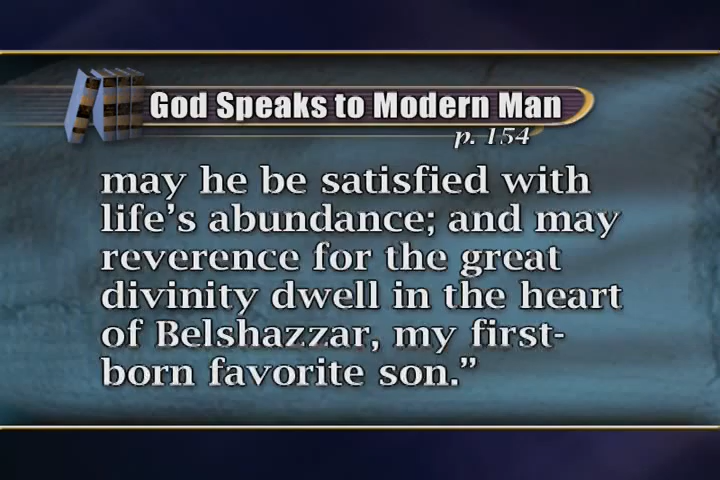 God Speaks to Modern Man
p. 154
may he be satisfied with
life’s abundance; and may
reverence for the great
divinity dwell in the heart
of Belshazzar, my first-
born favorite son.”